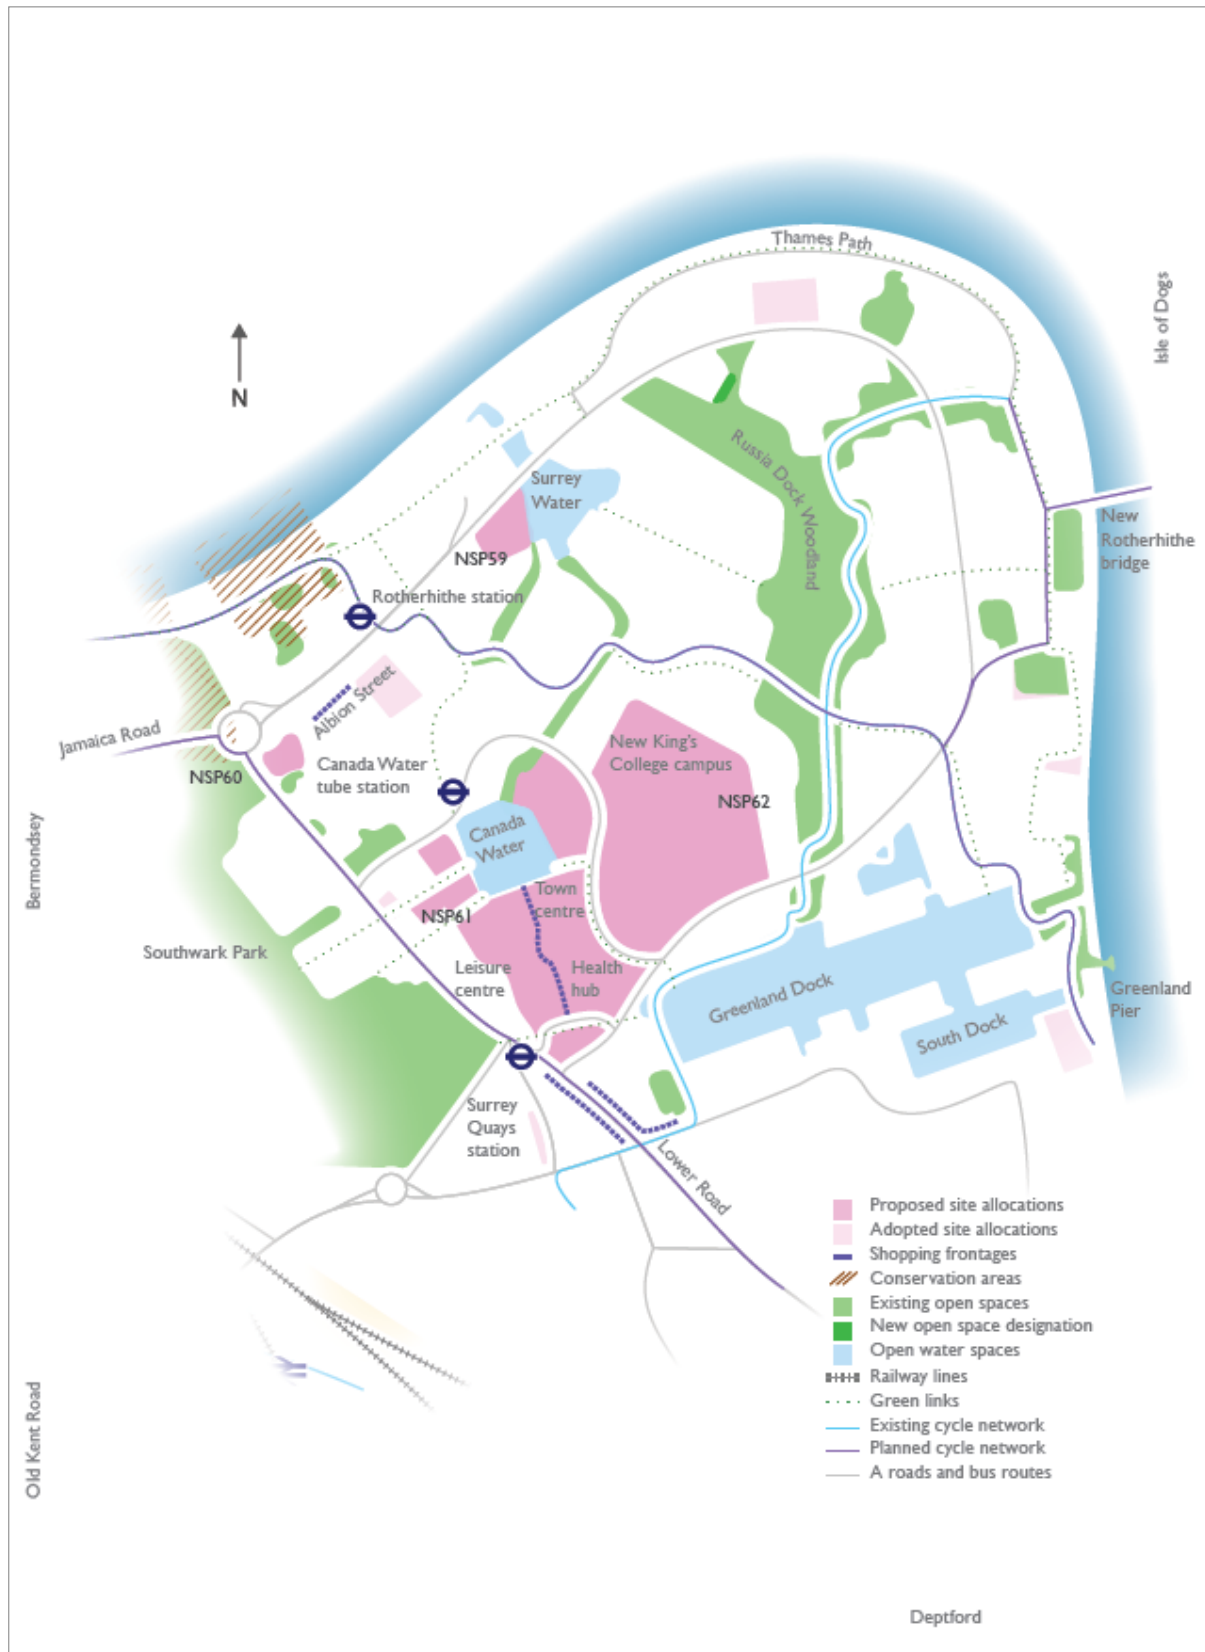 Thames Path
Isle of Dogs
N
Russia Dock Woodland
Surrey
Water
New
Rotherhithe
bridge
NSP59
Rotherhithe station
Albion Street
Jamaica Road
New King's
College campus
Canada Water
tube station
NSP60
NSP62
Canada
Water
Bermondsey
Town
centre
NSP61
Southwark Park
Leisure
centre
Health
hub
Greenland Dock
Greenland
Pier
South Dock
Surrey
Quays
station
Lower Road
Proposed site allocations
Adopted site allocations
Shopping frontages
Conservation areas
Existing open spaces
New open space designation
Open water spaces
Railway lines
Green links
Existing cycle network
Planned cycle network
A roads and bus routes
Old Kent Road
Deptford